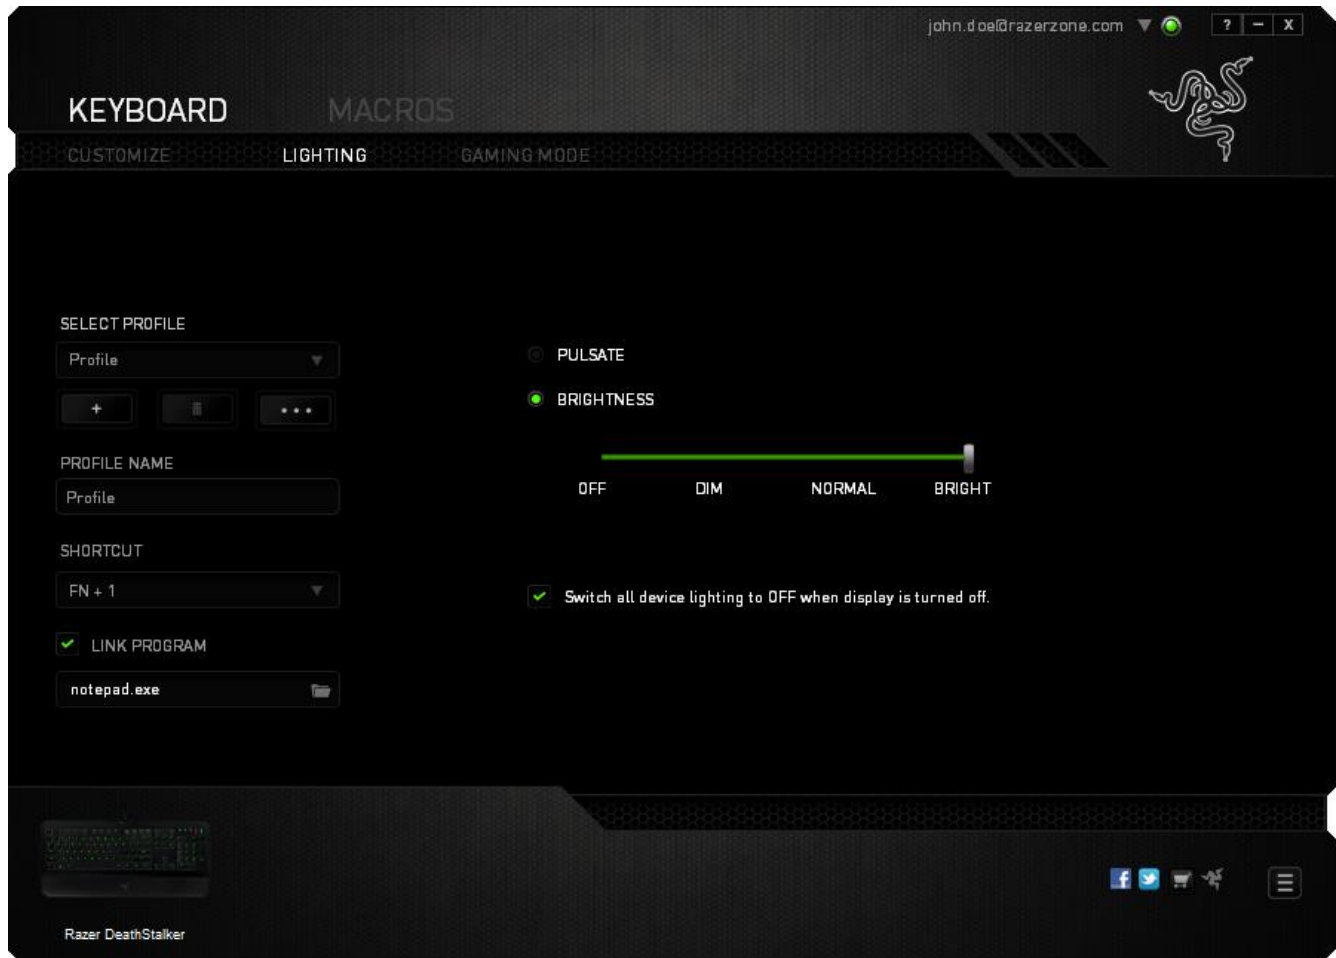 john.doe@razerzone.com
? – X
KEYBOARD MACROS
CUSTOMIZE LIGHTING GAMING MODE
SELECT PROFILE
Profile
PULSATE
+ •••
BRIGHTNESS
PROFILE NAME
Profile
OFF DIM NORMAL BRIGHT
SHORTCUT
FN + 1
Switch all device lighting to OFF when display is turned off.
LINK PROGRAM
notepad.exe
Razer DeathStalker